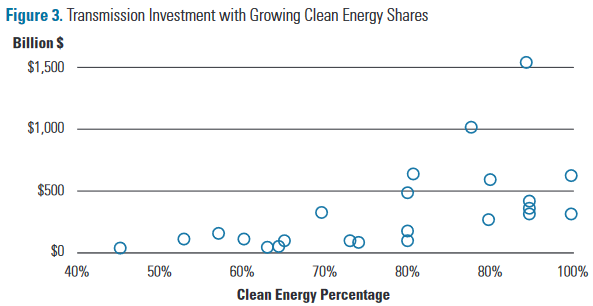 Figure 3. Transmission Investment with Growing Clean Energy Shares
Billion $
$1,500
$1,000
$500
$0
40% 50% 60% 70% 80% 80% 100%
Clean Energy Percentage